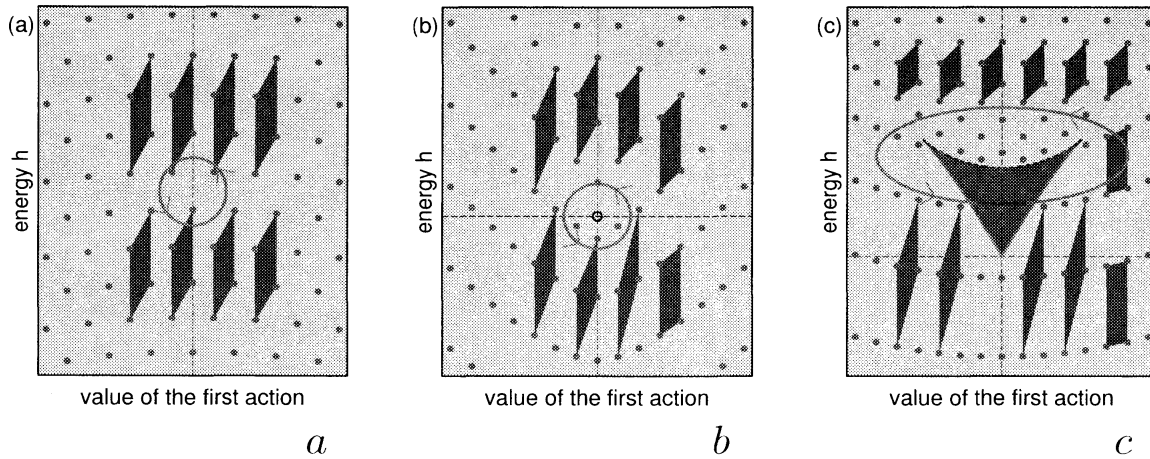 (a)
energy h
value of the first action
a
(b)
energy h
value of the first action
b
(c)
energy h
value of the first action
c